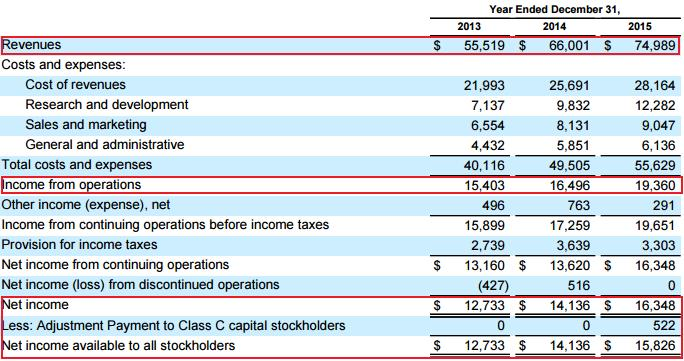 Year Ended December 31,
2013 2014 2015
Revenues $ 55,519 $ 66,001 $ 74,989
Costs and expenses:
Cost of revenues 21,993 25,691 28,164
Research and development 7,137 9,832 12,282
Sales and marketing 6,554 8,131 9,047
General and administrative 4,432 5,851 6,136
Total costs and expenses 40,116 49,505 55,629
Income from operations 15,403 16,496 19,360
Other income (expense), net 496 763 291
Income from continuing operations before income taxes 15,899 17,259 19,651
Provision for income taxes 2,739 3,639 3,303
Net income from continuing operations $ 13,160 $ 13,620 $ 16,348
Net income (loss) from discontinued operations (427) 516 0
Net income $ 12,733 $ 14,136 $ 16,348
Less: Adjustment Payment to Class C capital stockholders 0 0 522
Net income available to all stockholders $ 12,733 $ 14,136 $ 15,826